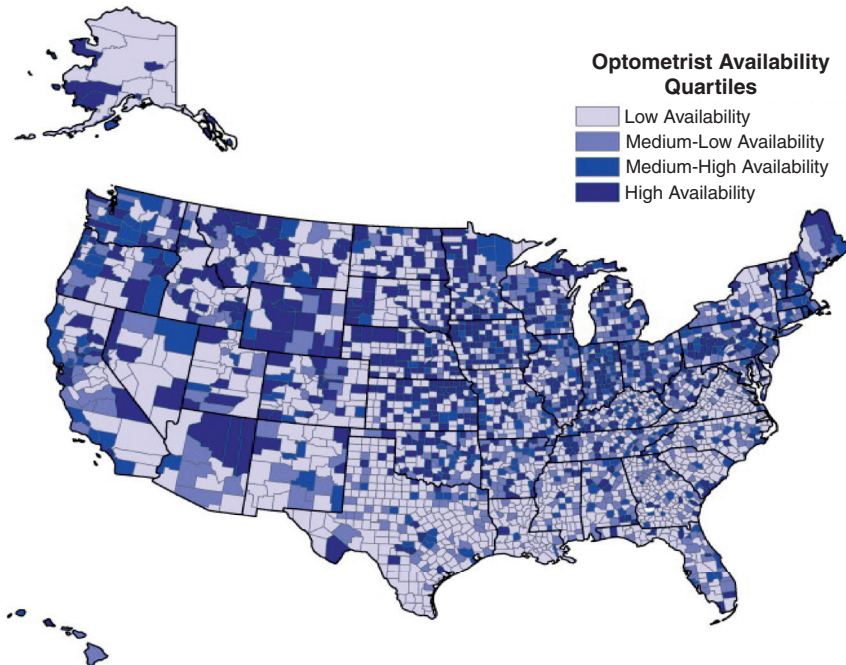 Optometrist Availability
Quartiles
Low Availability
Medium-Low Availability
Medium-High Availability
High Availability